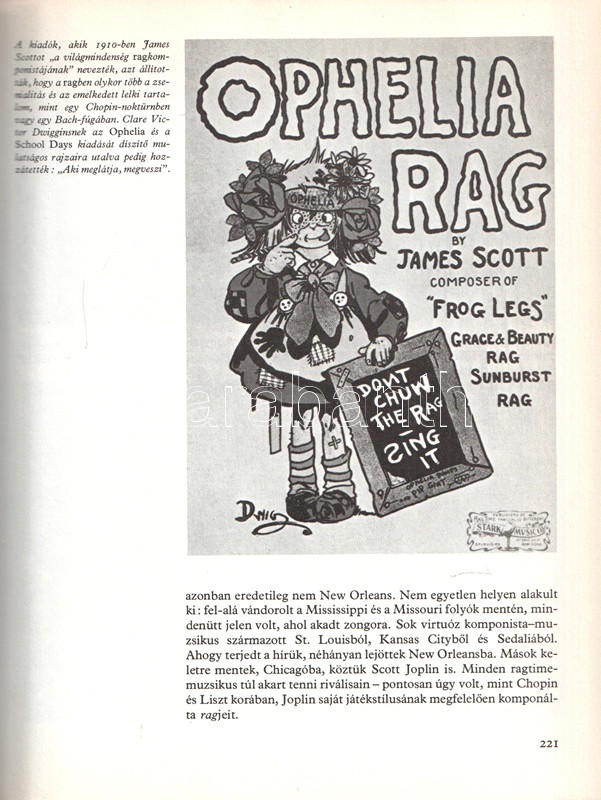 A kiadók, akik 1910-ben James
Scottot „a világmindenség ragkom-
ponistájának” nevezték, azt állítot-
ták, hogy a ragben olykor több a zse-
nialitás és az emelkedett lelki tarta-
lom, mint egy Chopin-noktürnben
vagy egy Bach-fúgában. Clare Vic-
tor Dwigginsnek az Ophelia és a
School Days kiadását díszítő mu-
latságos rajzaira utalva pedig hoz-
zátették: „Aki meglátja, megveszi”.
OPHELIA
RAG
BY
JAMES SCOTT
COMPOSER OF
"FROG LEGS"
GRACE & BEAUTY
RAG
SUNBURST
RAG
OPHELIA
DON'T
CHUW
THE RAG
–
SING
IT
DWIG
STARK MUSIC CO
arabanth
azonban eredetileg nem New Orleans. Nem egyetlen helyen alakult
ki: fel-alá vándorolt a Mississippi és a Missouri folyók mentén, min-
denütt jelen volt, ahol akadt zongora. Sok virtuóz komponista–mu-
zsikus származott St. Louisból, Kansas Cityből és Sedaliából.
Ahogy terjedt a hírük, néhányan lejöttek New Orleansba. Mások ke-
letre mentek, Chicagóba, köztük Scott Joplin is. Minden ragtime-
muzsikus túl akart tenni riválisain – pontosan úgy volt, mint Chopin
és Liszt korában, Joplin saját játékstílusának megfelelően komponál-
ta ragjeit.
221